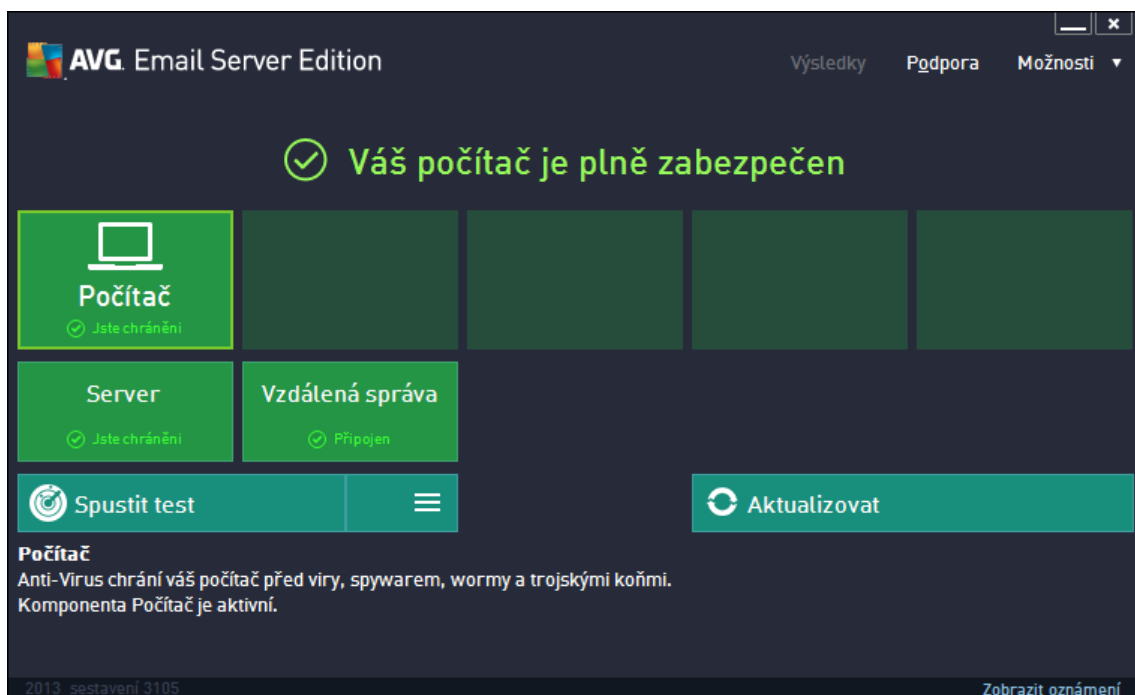 AVG. Email Server Edition
Výsledky Podpora Možnosti
Váš počítač je plně zabezpečen
Počítač
Jste chráněni
Server Vzdálená správa
Jste chráněni Připojen
Spustit test Aktualizovat
Počítač
Anti-Virus chrání váš počítač před viry, spywarem, wormy a trojskými koňmi.
Komponenta Počítač je aktivní.
2013 sestavení 3105 Zobrazit oznámení